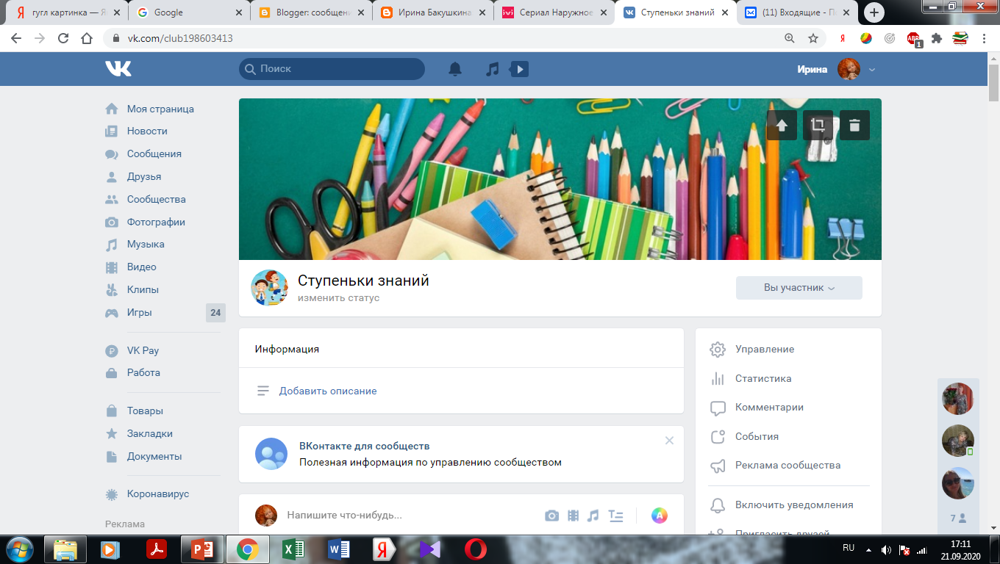 гугл картинка — Я
Google
Blogger: сообщен
Ирина Бакушкина
Сериал Наружное
Ступеньки знаний
(11) Входящие - П
vk.com/club198603413
Я
ABP
1
Поиск
Ирина
Моя страница
Новости
Сообщения
Друзья
Сообщества
Фотографии
Музыка
Видео
Клипы
Игры
24
VK Pay
Работа
Товары
Закладки
Документы
Коронавирус
Реклама
Ступеньки знаний
изменить статус
Вы участник
Информация
Добавить описание
ВКонтакте для сообществ
Полезная информация по управлению сообществом
Напишите что-нибудь...
Управление
Статистика
Комментарии
События
Реклама сообщества
Включить уведомления
Пригласить друзей
7
RU
17:11
21.09.2020